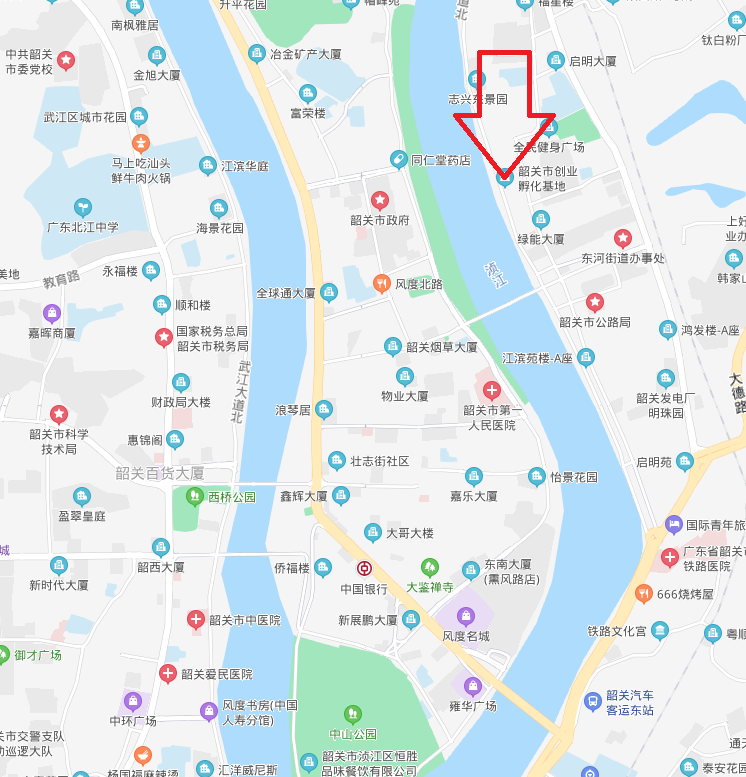 升平花园
帽峰苑
道北
福星楼
南枫雅居
钛白粉厂
冶金矿产大厦
启明大厦
中共韶关
市委党校
金旭大厦
志兴东景园
富荣楼
武江区城市花园
全民健身广场
马上吃汕头
鲜牛肉火锅
江滨华庭
同仁堂药店
韶关市创业
孵化基地
广东北江中学
海景花园
韶关市政府
绿能大厦
上好
业办
东河街道办事处
美地
教育路
永福楼
浈江
韩家山
全球通大厦
风度北路
顺和楼
嘉晖商厦
国家税务总局
韶关市税务局
韶关市公路局
鸿发楼-A座
韶关烟草大厦
江滨苑楼-A座
武江大道北
财政局大楼
物业大厦
大德路
韶关发电厂
明珠园
浪琴居
韶关市第一
人民医院
韶关市科学
技术局
惠锦阁
韶关百货大厦
壮志街社区
启明苑
怡景花园
盈翠皇庭
西桥公园
鑫辉大厦
嘉乐大厦
国际青年旅
大哥大楼
城
韶西大厦
新时代大厦
侨福楼
中国银行
大鉴禅寺
东南大厦
(熏风路店)
广东省韶关
铁路医院
666烧烤屋
韶关市中医院
新展鹏大厦
风度名城
铁路文化宫
粤顺
御才广场
韶关爱民医院
雍华广场
韶关汽车
客运东站
中环广场
风度书房(中国
人寿分馆)
中山公园
关市交警支队
动巡逻大队
通天
杨国福麻辣烫
汇洋威尼斯
韶关市浈江区恒胜
品味餐饮有限公司
泰安花园